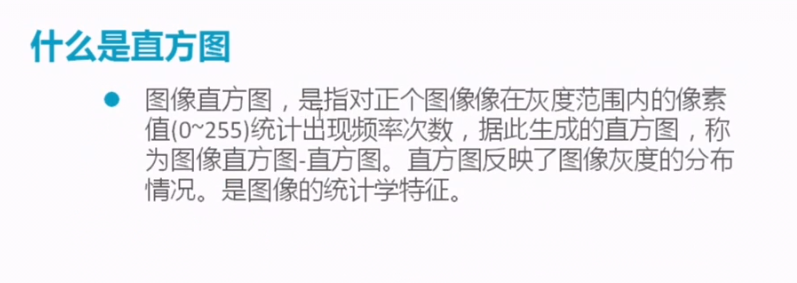 什么是直方图
图像直方图，是指对正个图像像在灰度范围内的像素
值(0~255)统计出现频率次数，据此生成的直方图，称
为图像直方图-直方图。直方图反映了图像灰度的分布
情况。是图像的统计学特征。